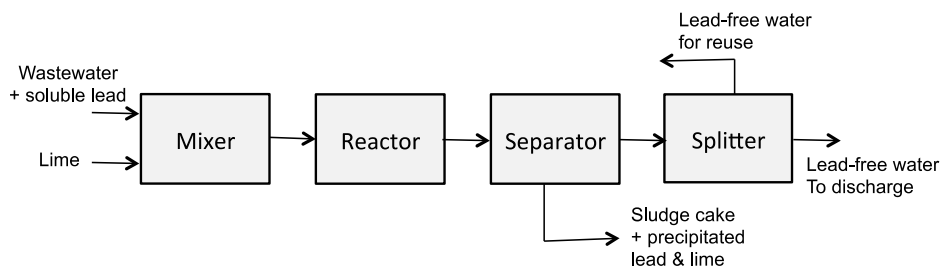 Wastewater
+ soluble lead
Lime
Mixer
Reactor
Separator
Splitter
Lead-free water
for reuse
Lead-free water
To discharge
Sludge cake
+ precipitated
lead & lime